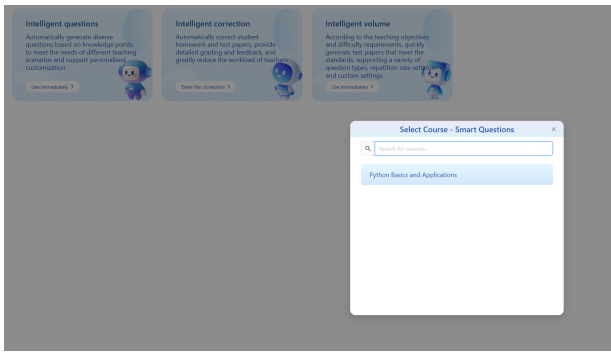 Intelligent questions
Automatically generate diverse
questions based on knowledge points
to meet the needs of different teaching
scenarios and support personalized
customization
Use immediately >
Intelligent correction
Automatically correct student
homework and test papers, provide
detailed grading and feedback, and
greatly reduce the workload of teachers
Enter the correction >
Intelligent volume
According to the teaching objectives
and difficulty requirements, quickly
generate test papers that meet the
standards, supporting a variety of
question types, repetition rate settings
and custom settings
Use immediately >
Select Course - Smart Questions
Search for courses...
Python Basics and Applications